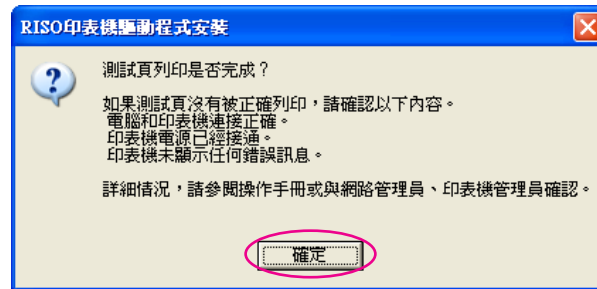 RISO印表機驅動程式安裝
測試頁列印是否完成？
如果測試頁沒有被正確列印，請確認以下內容。
電腦和印表機連接正確。
印表機電源已經接通。
印表機未顯示任何錯誤訊息。
詳細情況，請參閱操作手冊或與網路管理員、印表機管理員確認。
確定